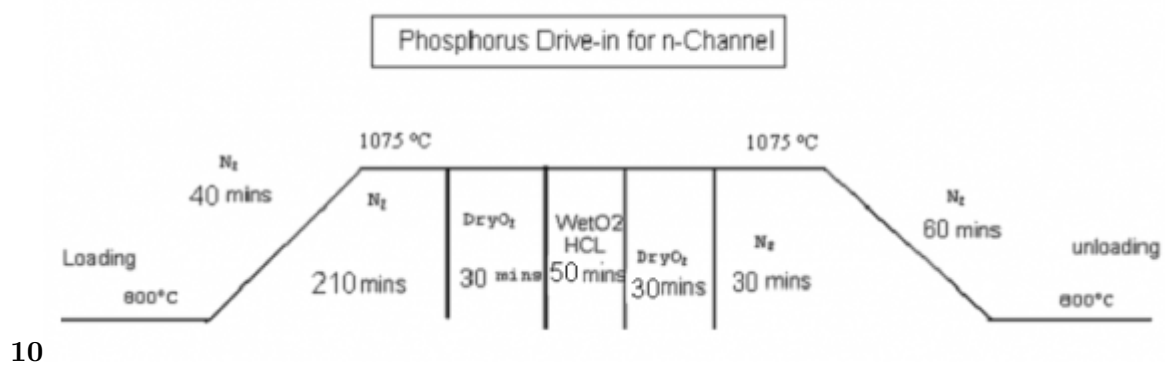 Phosphorus Drive-in for n-Channel
1075 ºC
1075 ºC
N₂
40 mins
N₂
210 mins
DryO₂
30 mins
WetO2
HCL
50 mins
DryO₂
30mins
N₂
30 mins
N₂
60 mins
Loading
800°C
unloading
800°C
10